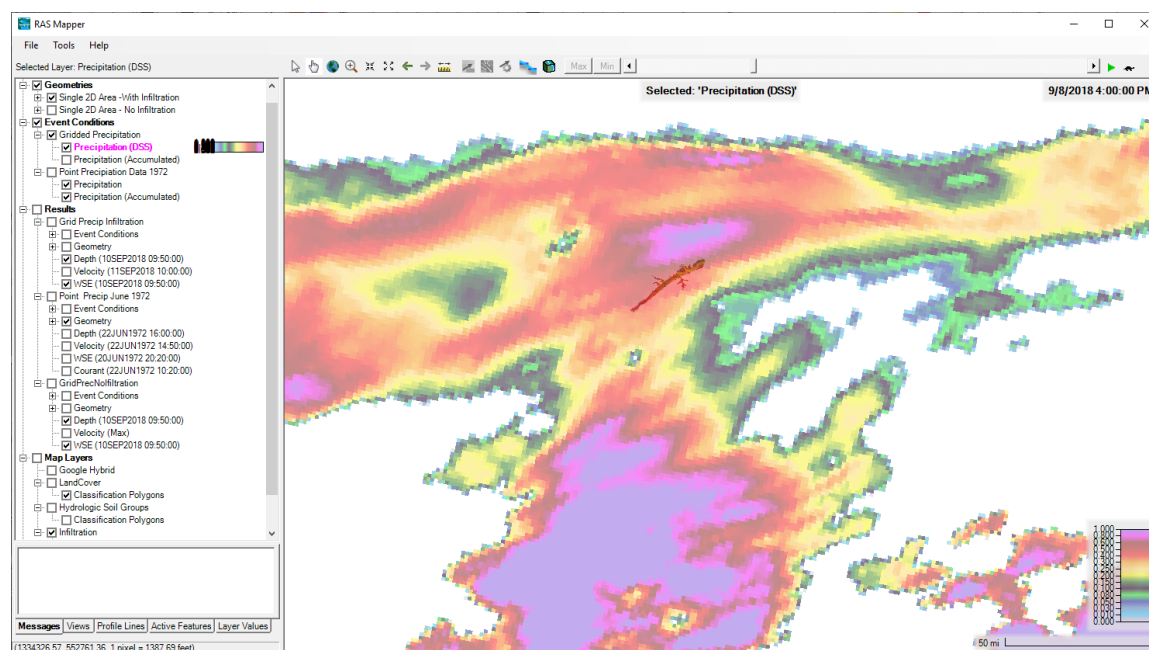 RAS Mapper
File Tools Help
Selected Layer: Precipitation (DSS)
Max Min
Geometries
Single 2D Area -With Infiltration
Single 2D Area - No Infiltration
Event Conditions
Gridded Precipitation
Precipitation (DSS)
Precipitation (Accumulated)
Point Precipiation Data 1972
Precipitation
Precipitation (Accumulated)
Results
Grid Precip Infiltration
Event Conditions
Geometry
Depth (10SEP2018 09:50:00)
Velocity (11SEP2018 10:00:00)
WSE (10SEP2018 09:50:00)
Point Precip June 1972
Event Conditions
Geometry
Depth (22JUN1972 16:00:00)
Velocity (22JUN1972 14:50:00)
WSE (20JUN1972 20:20:00)
Courant (22JUN1972 10:20:00)
GridPrecNoInfiltration
Event Conditions
Geometry
Depth (10SEP2018 09:50:00)
Velocity (Max)
WSE (10SEP2018 09:50:00)
Map Layers
Google Hybrid
LandCover
Classification Polygons
Hydrologic Soil Groups
Classification Polygons
Infiltration
Messages Views Profile Lines Active Features Layer Values
(1334326.57, 552761.36, 1 pixel = 1387.69 feet)
Selected: 'Precipitation (DSS)'
9/8/2018 4:00:00 PM
1.000
0.000
50 mi